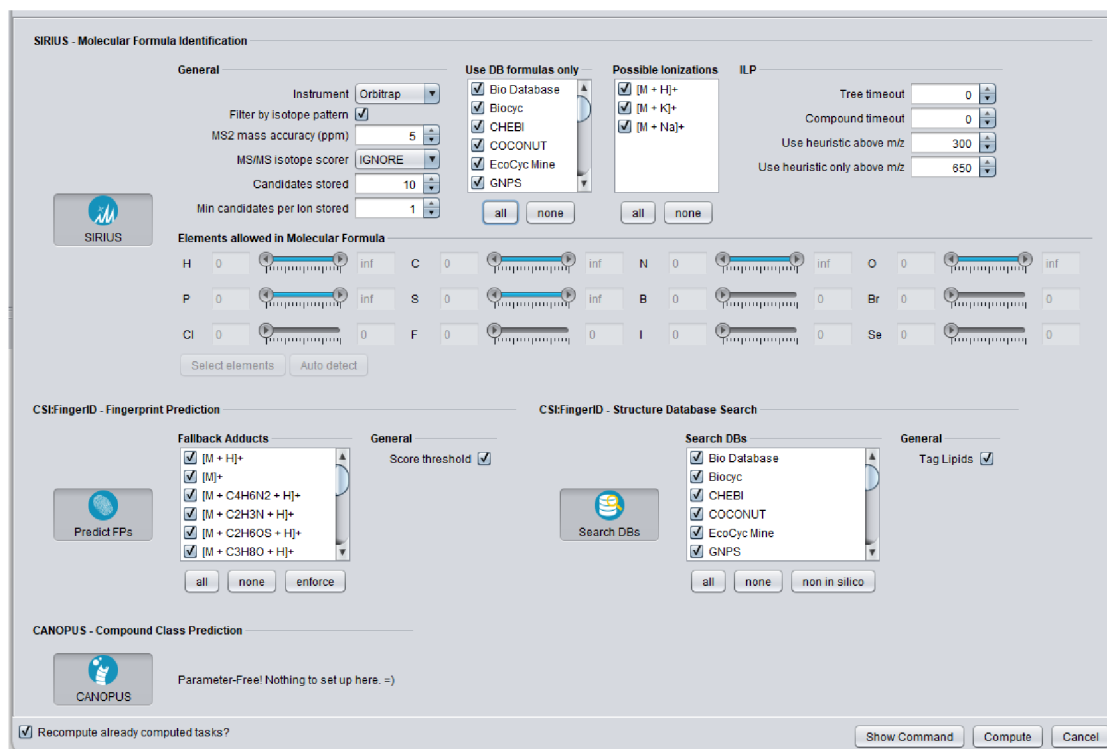 SIRIUS - Molecular Formula Identification
General
Use DB formulas only
Possible Ionizations
ILP
Instrument Orbitrap
Filter by isotope pattern
MS2 mass accuracy (ppm) 5
MS/MS isotope scorer IGNORE
Candidates stored 10
Min candidates per Ion stored 1
Bio Database
Biocyc
CHEBI
COCONUT
EcoCyc Mine
GNPS
all none
[M + H]+
[M + K]+
[M + Na]+
all none
Tree timeout 0
Compound timeout 0
Use heuristic above m/z 300
Use heuristic only above m/z 650
SIRIUS
Elements allowed in Molecular Formula
H 0 inf C 0 inf N 0 inf O 0 inf
P 0 inf S 0 inf B 0 0 Br 0 0
Cl 0 0 F 0 0 I 0 0 Se 0 0
Select elements Auto detect
CSI:FingerID - Fingerprint Prediction
Fallback Adducts
General
[M + H]+
[M]+
[M + C4H6N2 + H]+
[M + C2H3N + H]+
[M + C2H6OS + H]+
[M + C3H8O + H]+
Score threshold
Predict FPs
all none enforce
CSI:FingerID - Structure Database Search
Search DBs
General
Bio Database
Biocyc
CHEBI
COCONUT
EcoCyc Mine
GNPS
Tag Lipids
Search DBs
all none non in silico
CANOPUS - Compound Class Prediction
CANOPUS
Parameter-Free! Nothing to set up here. =)
Recompute already computed tasks?
Show Command Compute Cancel